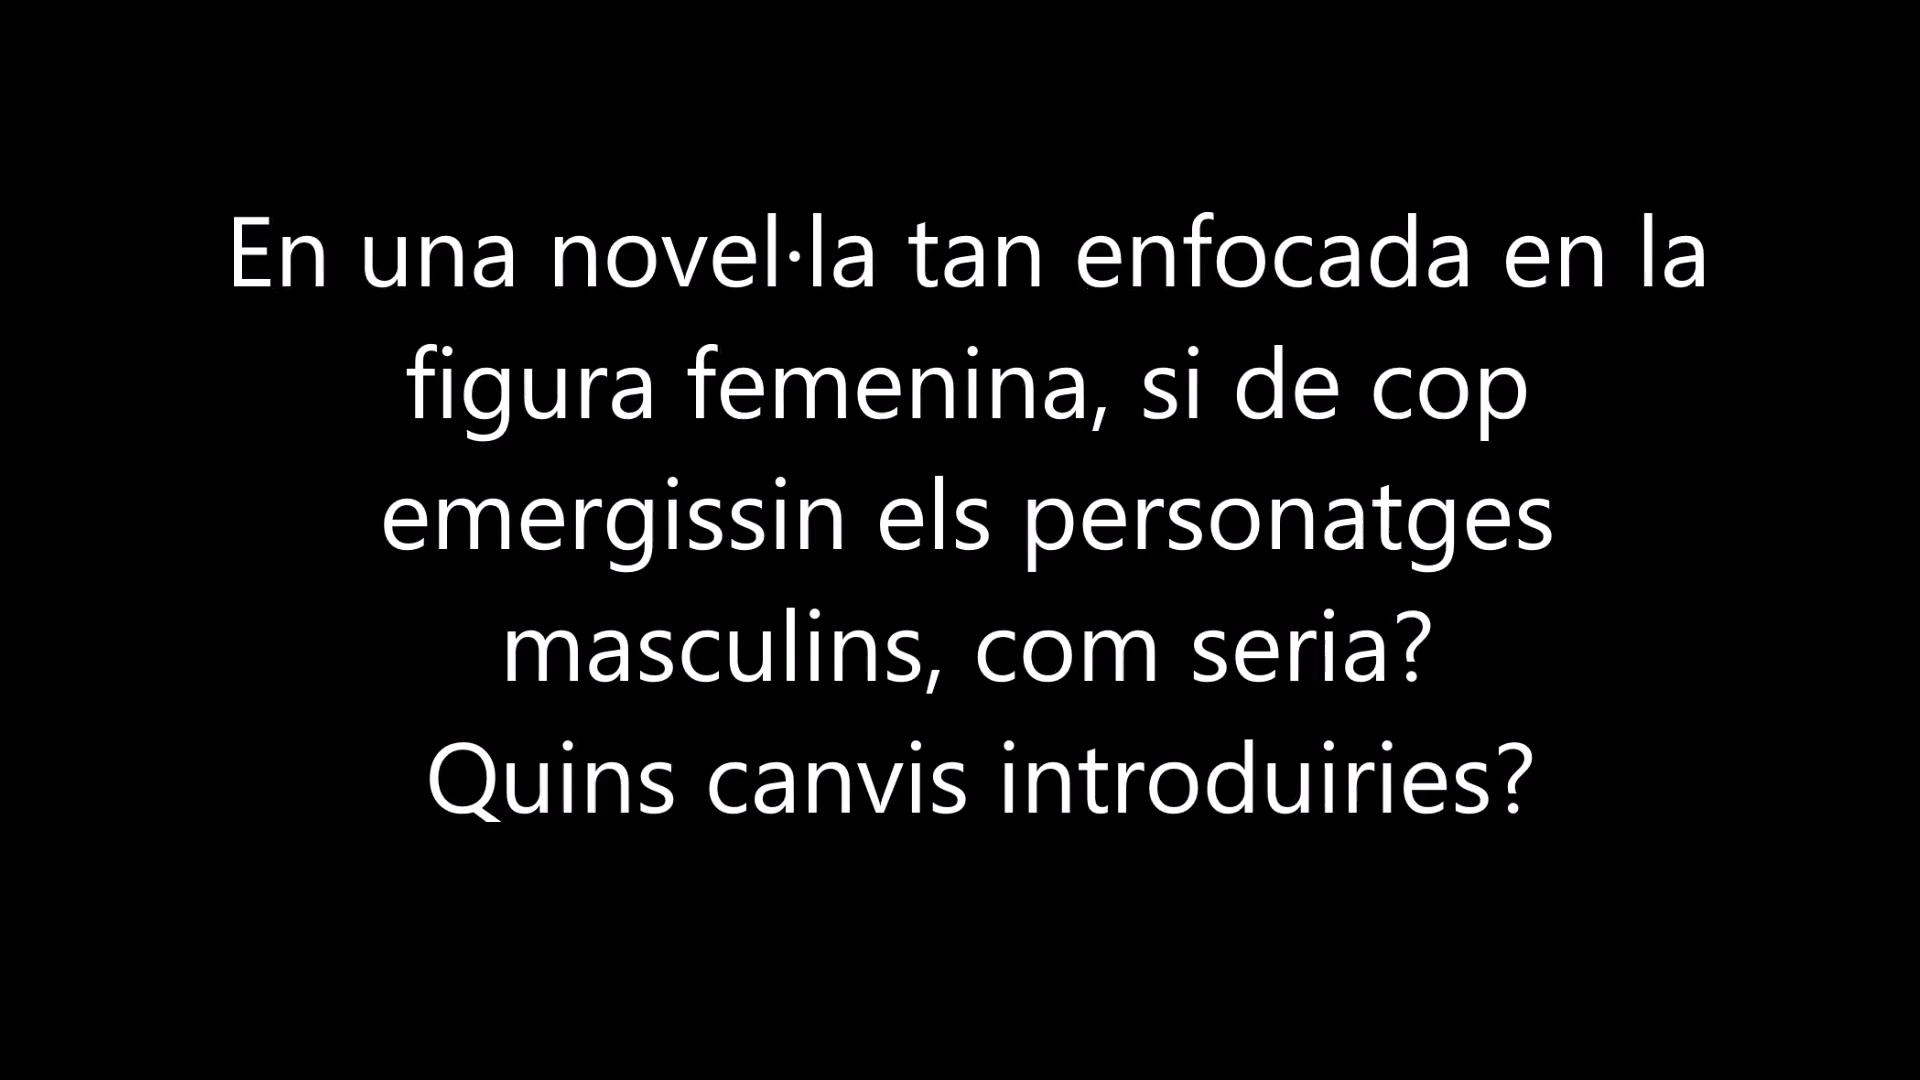 En una novel·la tan enfocada en la
figura femenina, si de cop
emergissin els personatges
masculins, com seria?
Quins canvis introduiries?